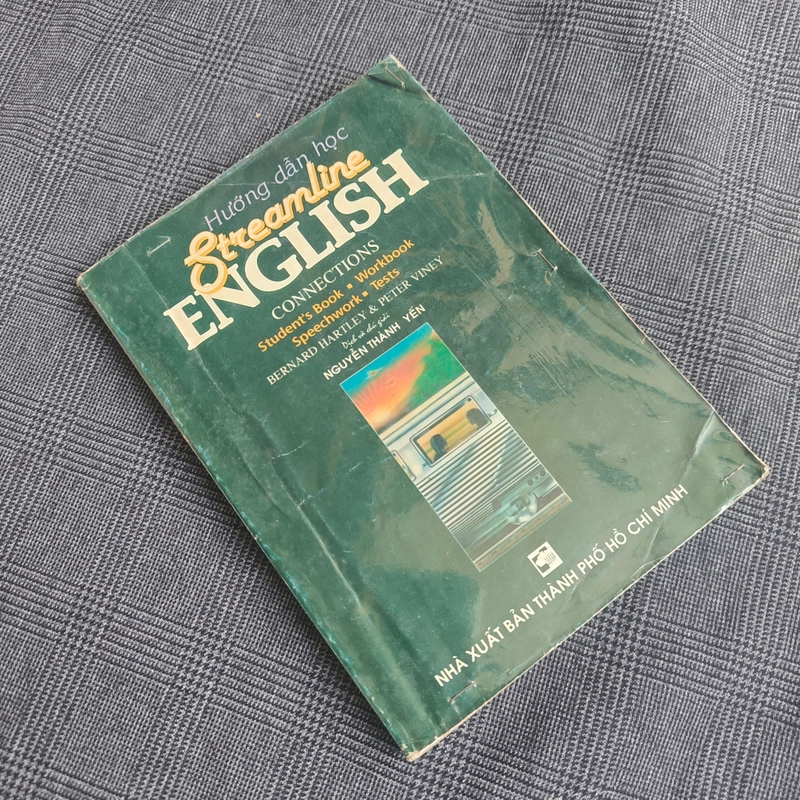 Hướng dẫn học
Streamline
ENGLISH
CONNECTIONS
Student's Book ▪ Workbook
Speechwork ▪ Tests
BERNARD HARTLEY & PETER VINEY
Dịch và chú giải
NGUYỄN THÀNH YẾN
NHÀ XUẤT BẢN THÀNH PHỐ HỒ CHÍ MINH